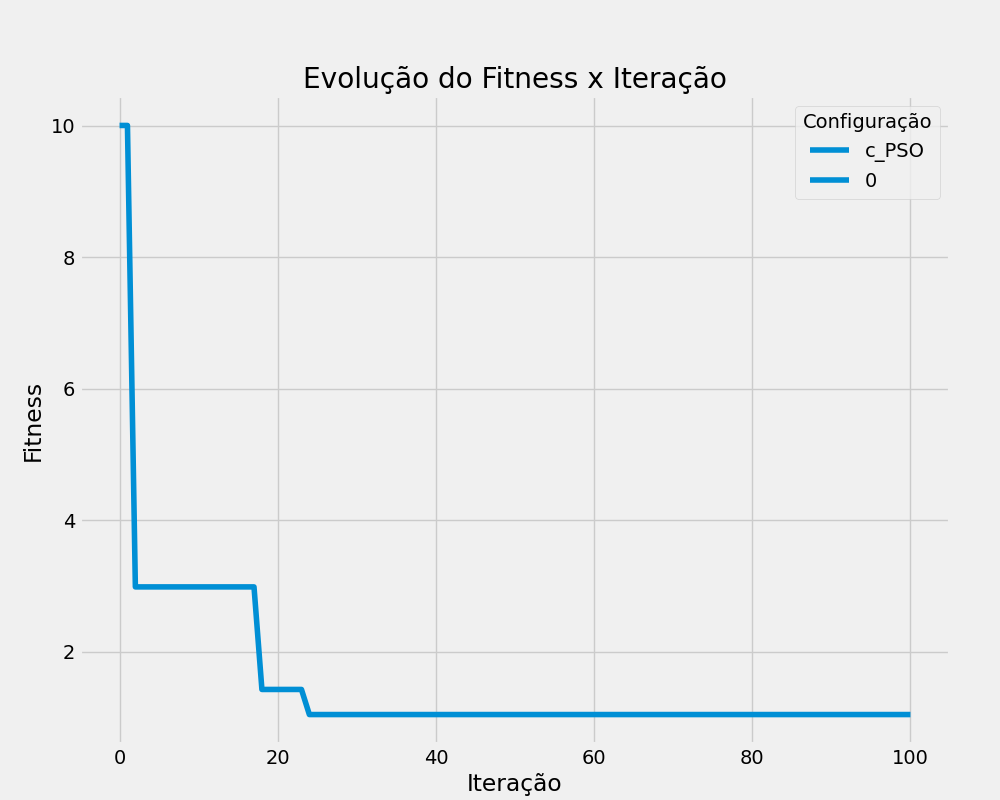 Evolução do Fitness x Iteração
Configuração
c_PSO
0
Fitness
10
8
6
4
2
0 20 40 60 80 100
Iteração